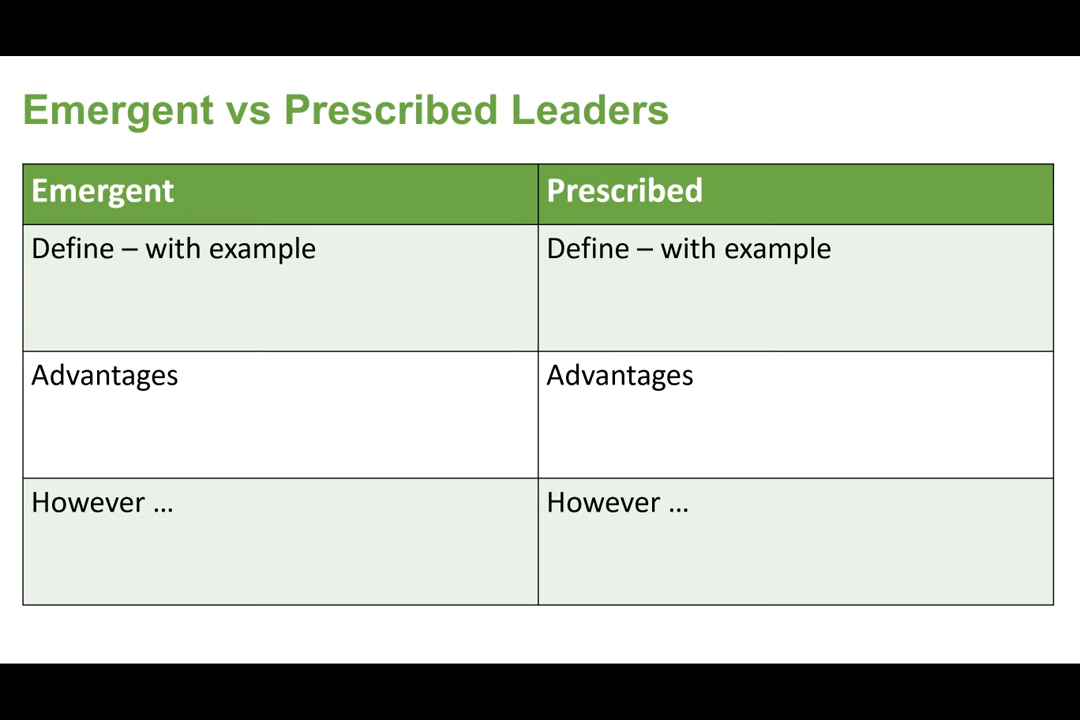 Emergent vs Prescribed Leaders
Emergent
Prescribed
Define – with example
Define – with example
Advantages
Advantages
However …
However …